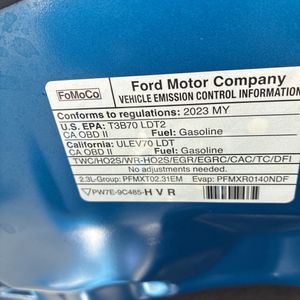 FoMoCo
Ford Motor Company
VEHICLE EMISSION CONTROL INFORMATION
Conforms to regulations: 2023 MY
U.S. EPA: T3B70 LDT2
CA OBD II Fuel: Gasoline
California: ULEV70 LDT
CA OBD II Fuel: Gasoline
TWC/HO2S/WR-HO2S/EGR/EGRC/CAC/TC/DFI
No adjustments needed.
2.3L-Group: PFMXT02.31EM Evap: PFMXR0140NDF
PW7E-9C485-HVR